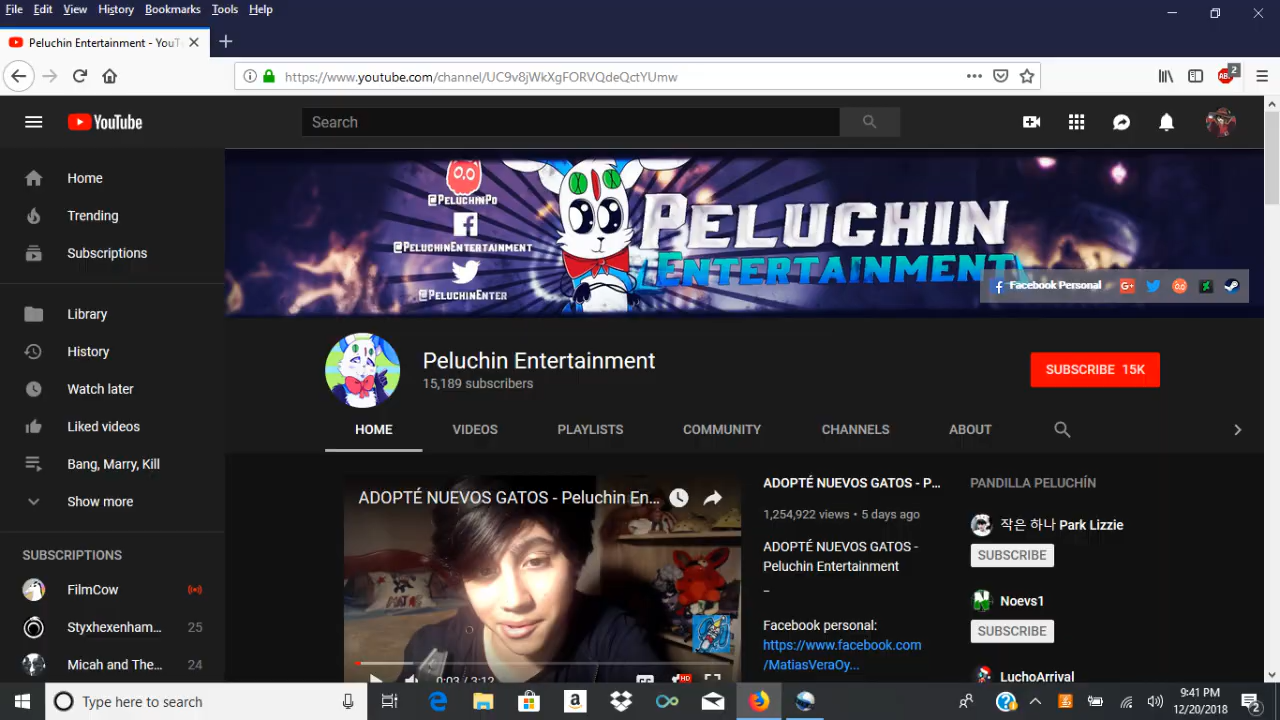 File Edit View History Bookmarks Tools Help
Peluchin Entertainment - YouT
https://www.youtube.com/channel/UC9v8jWkXgFORVQdeQctYUmw
2
YouTube
Search
Home
Trending
Subscriptions
Library
History
Watch later
Liked videos
Bang, Marry, Kill
Show more
SUBSCRIPTIONS
FilmCow
Styxhexenham... 25
Micah and The... 24
@PeluchinPo
@PeluchinEntertainment
@PeluchinEnter
Peluchin
Entertainment
Facebook Personal
Peluchin Entertainment
15,189 subscribers
SUBSCRIBE 15K
HOME VIDEOS PLAYLISTS COMMUNITY CHANNELS ABOUT
ADOPTÉ NUEVOS GATOS - Peluchin En...
0:03 / 3:12
HD
ADOPTÉ NUEVOS GATOS - P...
1,254,922 views • 5 days ago
ADOPTÉ NUEVOS GATOS -
Peluchin Entertainment
–
Facebook personal:
https://www.facebook.com
/MatiasVeraOy...
PANDILLA PELUCHÍN
작은 하나 Park Lizzie
SUBSCRIBE
Noevs1
SUBSCRIBE
LuchoArrival
Type here to search
9:41 PM
12/20/2018
2